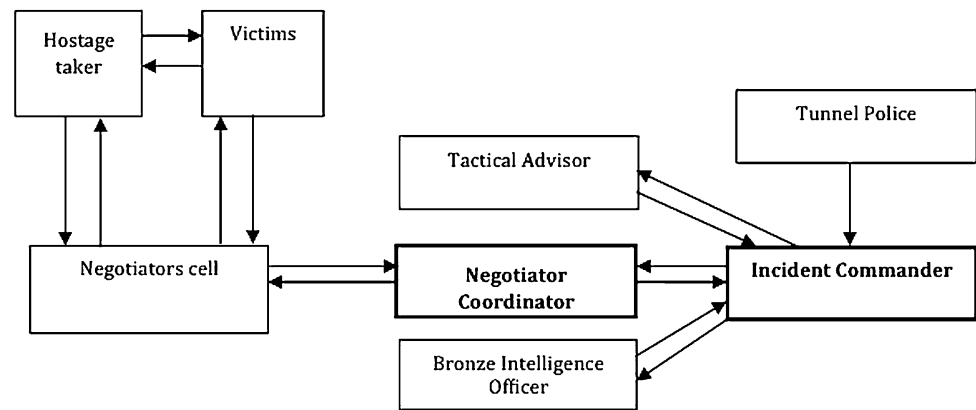 Hostage
taker
Victims
Tunnel Police
Tactical Advisor
Negotiators cell
Negotiator
Coordinator
Incident Commander
Bronze Intelligence
Officer